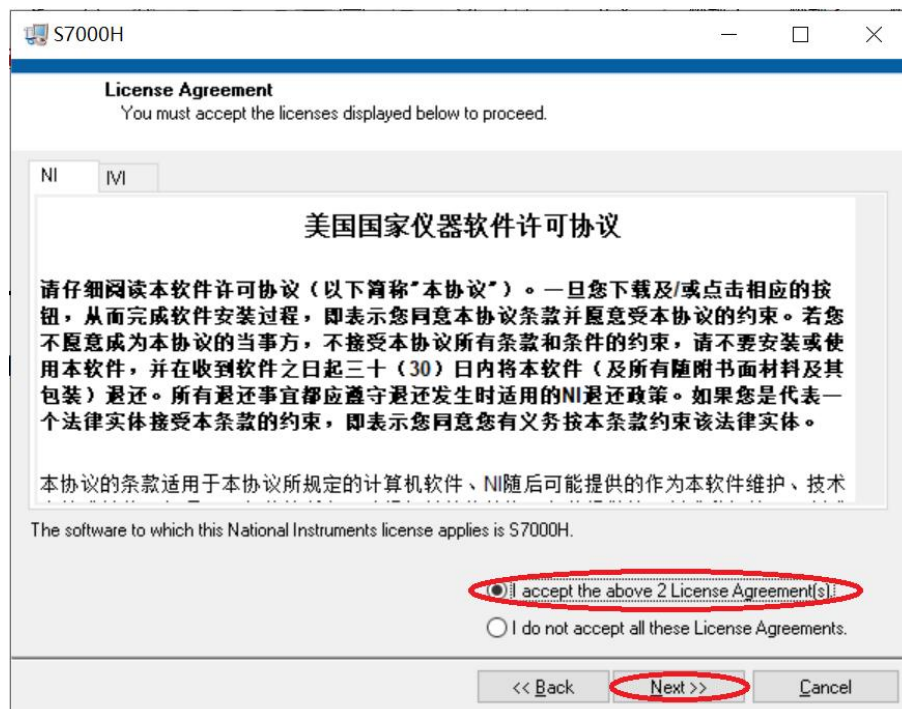 S7000H
License Agreement
You must accept the licenses displayed below to proceed.
NI IVI
美国国家仪器软件许可协议
请仔细阅读本软件许可协议（以下简称"本协议"）。一旦您下载及/或点击相应的按
钮，从而完成软件安装过程，即表示您同意本协议条款并愿意受本协议的约束。若您
不愿意成为本协议的当事方，不接受本协议所有条款和条件的约束，请不要安装或使
用本软件，并在收到软件之日起三十（30）日内将本软件（及所有随附书面材料及其
包装）退还。所有退还事宜都应遵守退还发生时适用的NI退还政策。如果您是代表一
个法律实体接受本条款的约束，即表示您同意您有义务按本条款约束该法律实体。
本协议的条款适用于本协议所规定的计算机软件、NI随后可能提供的作为本软件维护、技术
The software to which this National Instruments license applies is S7000H.
I accept the above 2 License Agreement(s).
I do not accept all these License Agreements.
<< Back Next >> Cancel